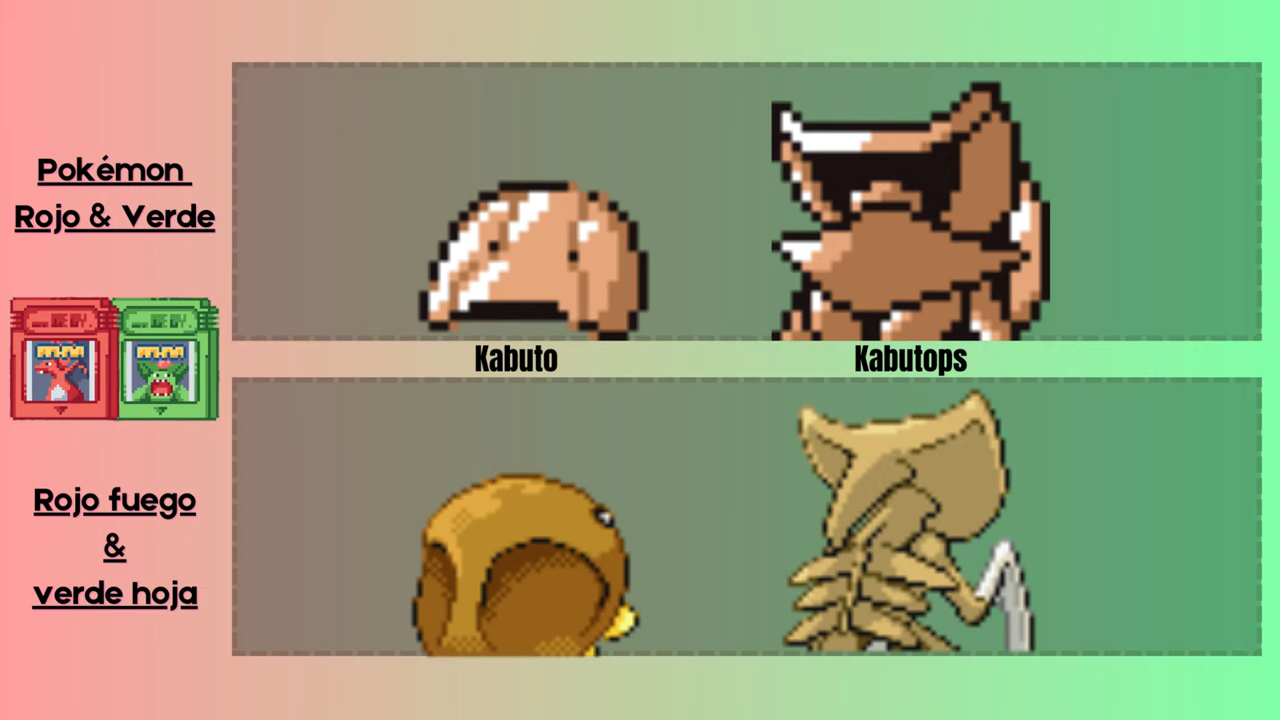 Pokémon
Rojo & Verde
Kabuto
Kabutops
Rojo fuego
&
verde hoja